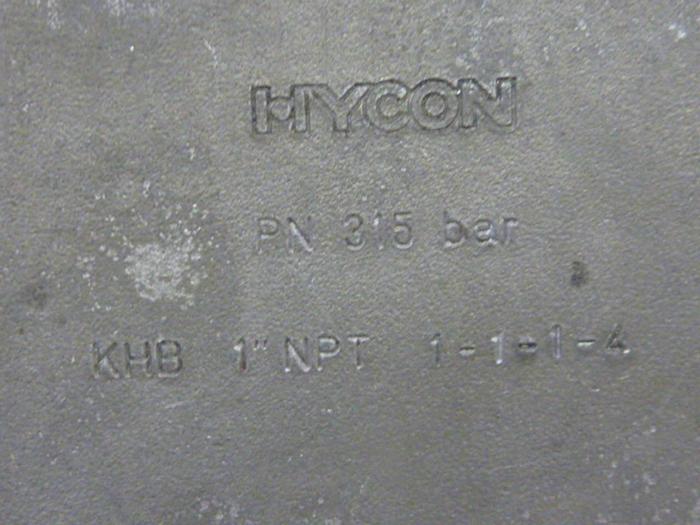 HYCON
PN 315 bar
KHB 1" NPT 1-1-1-4